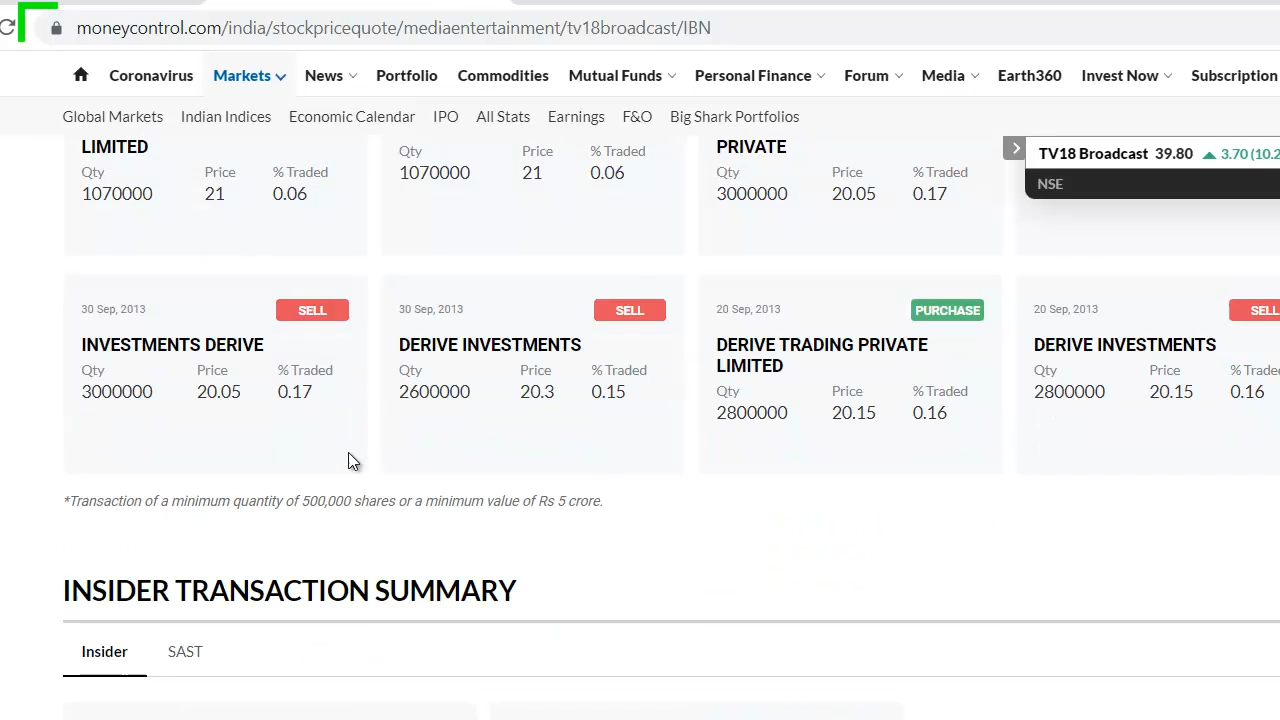 moneycontrol.com/india/stockpricequote/mediaentertainment/tv18broadcast/IBN
Coronavirus Markets News Portfolio Commodities Mutual Funds Personal Finance Forum Media Earth360 Invest Now Subscription
Global Markets Indian Indices Economic Calendar IPO All Stats Earnings F&O Big Shark Portfolios
TV18 Broadcast 39.80 3.70 (10.2
NSE
LIMITED
Qty Price % Traded
1070000 21 0.06
Qty Price % Traded
1070000 21 0.06
PRIVATE
Qty Price % Traded
3000000 20.05 0.17
30 Sep, 2013 SELL
INVESTMENTS DERIVE
Qty Price % Traded
3000000 20.05 0.17
30 Sep, 2013 SELL
DERIVE INVESTMENTS
Qty Price % Traded
2600000 20.3 0.15
20 Sep, 2013 PURCHASE
DERIVE TRADING PRIVATE
LIMITED
Qty Price % Traded
2800000 20.15 0.16
20 Sep, 2013 SELL
DERIVE INVESTMENTS
Qty Price % Traded
2800000 20.15 0.16
*Transaction of a minimum quantity of 500,000 shares or a minimum value of Rs 5 crore.
INSIDER TRANSACTION SUMMARY
Insider SAST